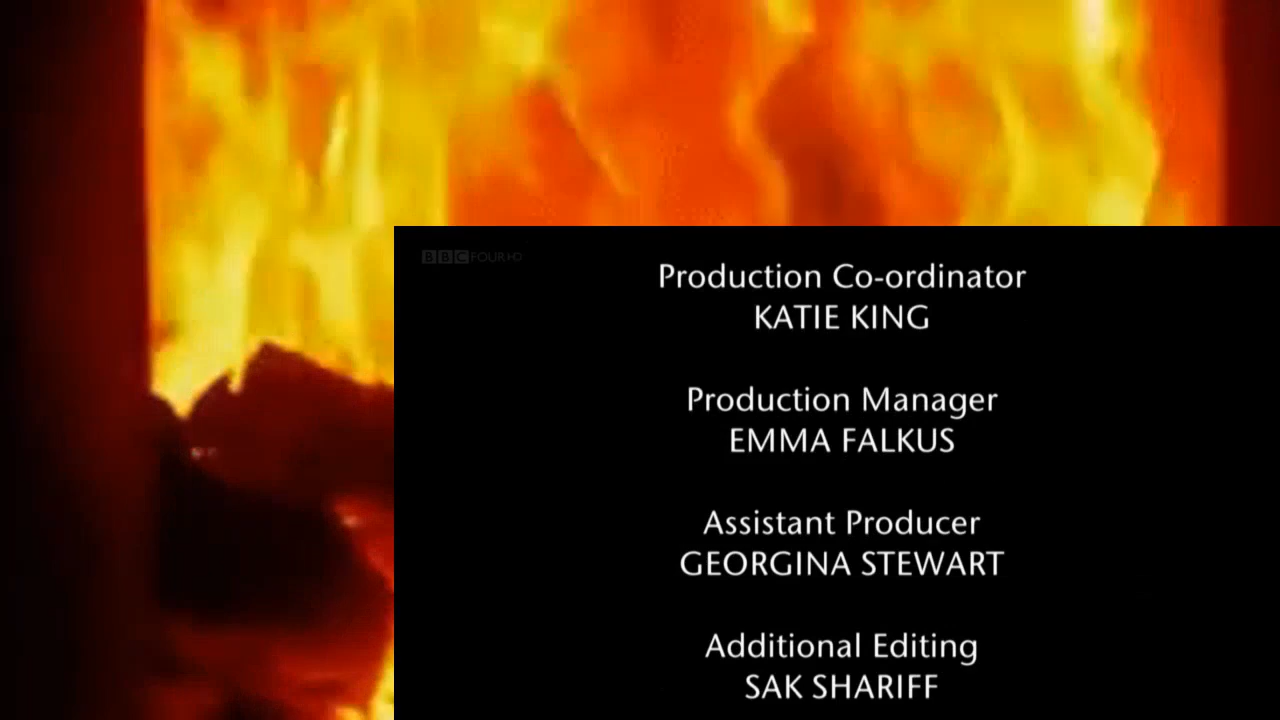 BBC FOUR HD
Production Co-ordinator
KATIE KING
Production Manager
EMMA FALKUS
Assistant Producer
GEORGINA STEWART
Additional Editing
SAK SHARIFF